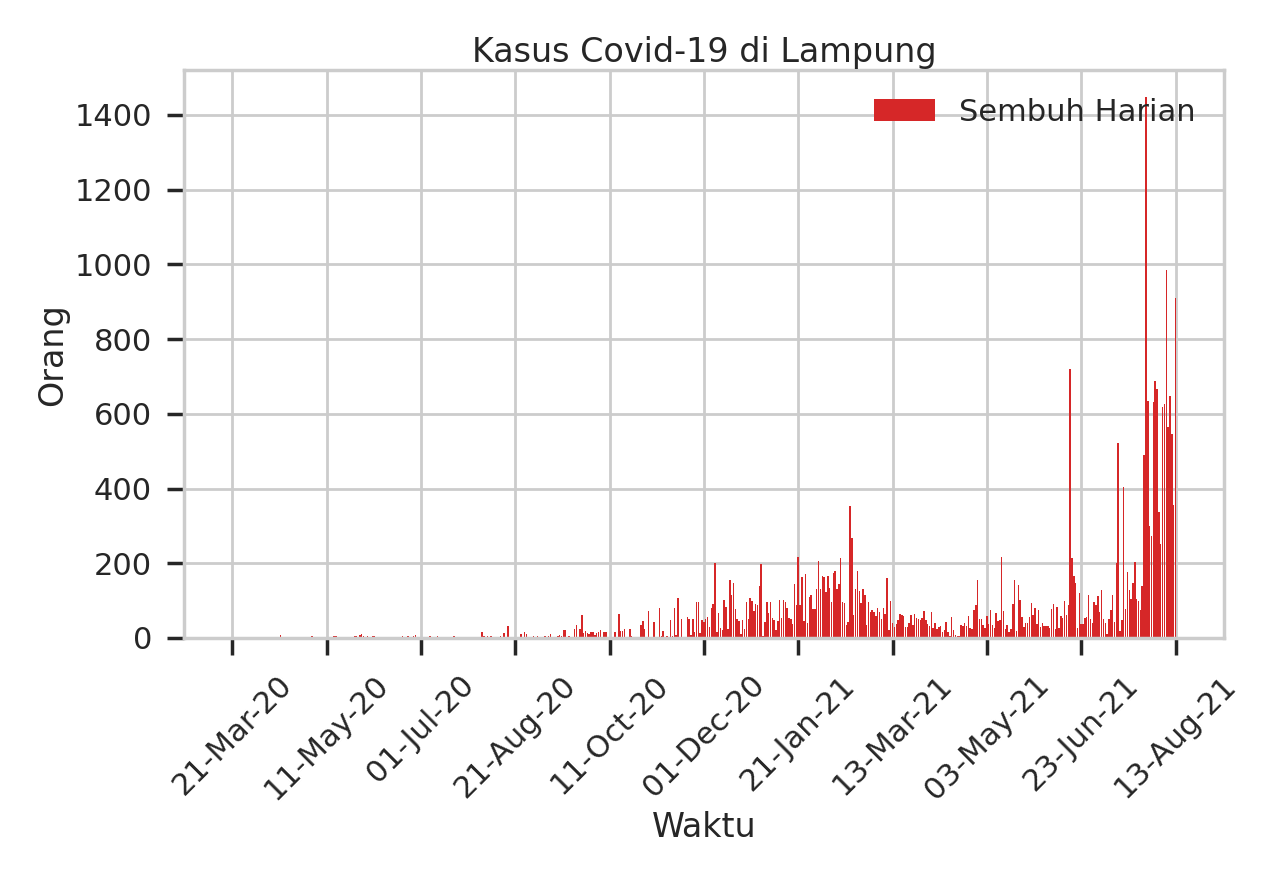 Kasus Covid-19 di Lampung
Sembuh Harian
Orang
1400
1200
1000
800
600
400
200
0
21-Mar-20
11-May-20
01-Jul-20
21-Aug-20
11-Oct-20
01-Dec-20
21-Jan-21
13-Mar-21
03-May-21
23-Jun-21
13-Aug-21
Waktu